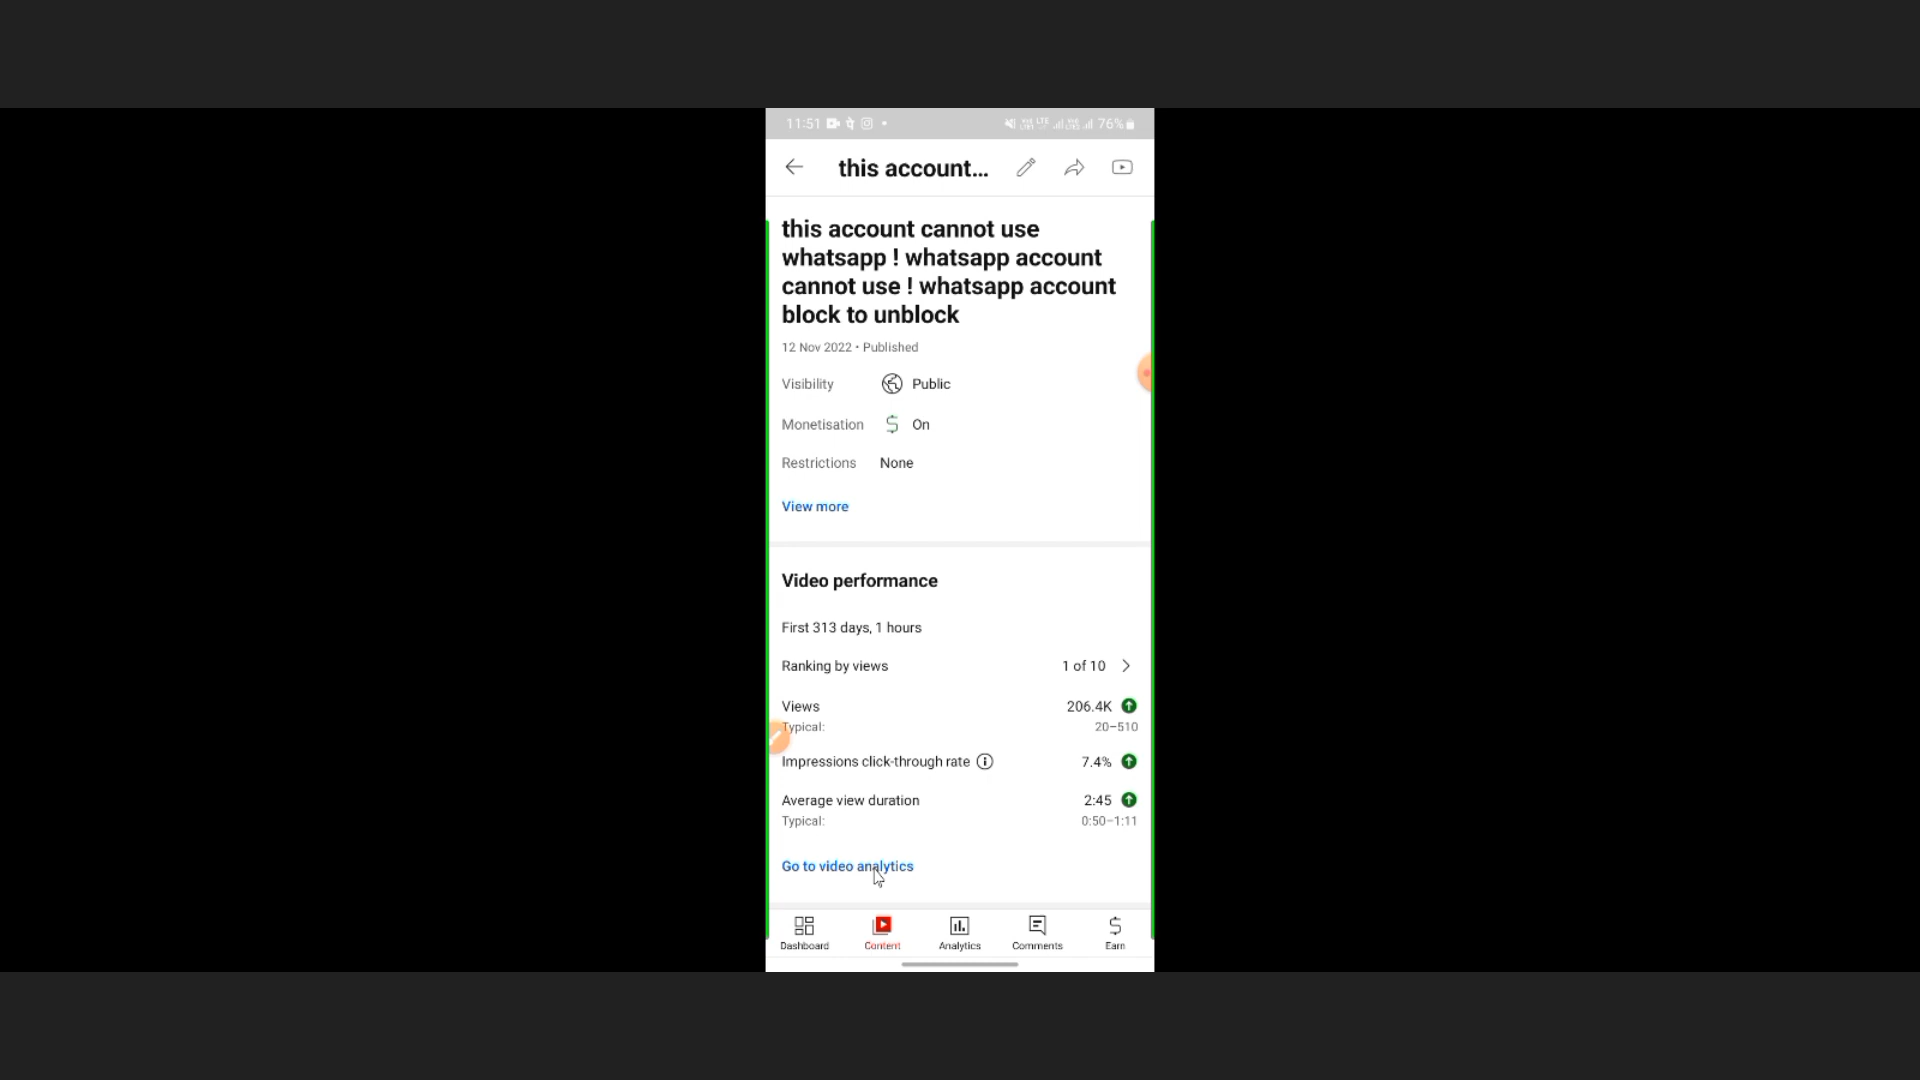 11:51 76%
this account...
this account cannot use
whatsapp ! whatsapp account
cannot use ! whatsapp account
block to unblock
12 Nov 2022 • Published
Visibility Public
Monetisation On
Restrictions None
View more
Video performance
First 313 days, 1 hours
Ranking by views 1 of 10
Views 206.4K
Typical: 20–510
Impressions click-through rate 7.4%
Average view duration 2:45
Typical: 0:50–1:11
Go to video analytics
Dashboard Content Analytics Comments Earn